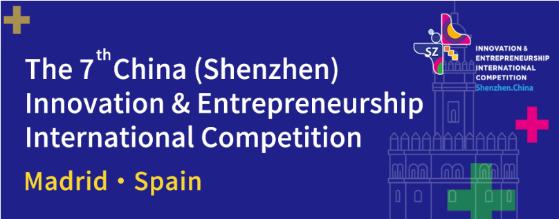 The 7th China (Shenzhen)
Innovation & Entrepreneurship
International Competition
Madrid · Spain
SZ
INNOVATION &
ENTREPRENEURSHIP
INTERNATIONAL
COMPETITION
Shenzhen.China